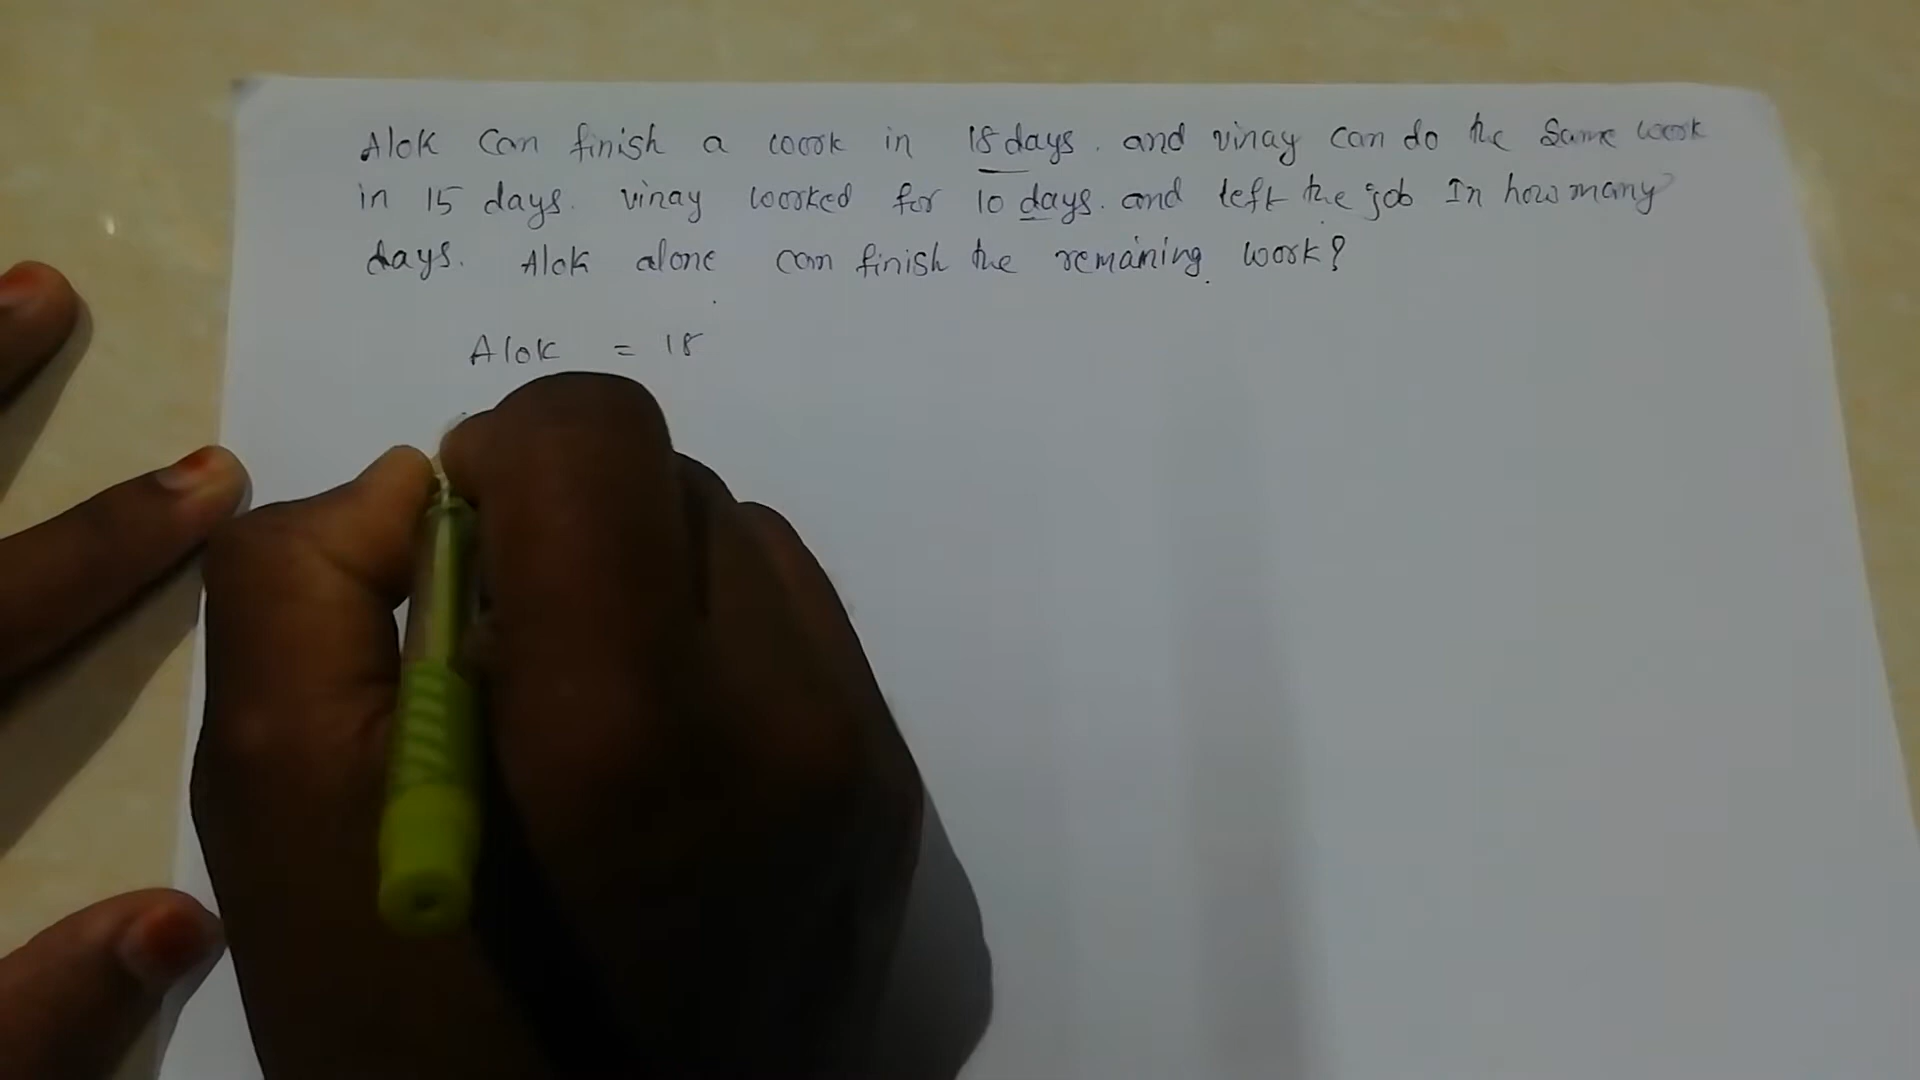 Alok can finish a work in 18 days. and vinay can do the same work
in 15 days. vinay worked for 10 days. and left the job In how many
days. Alok alone can finish the remaining work?
Alok = 18